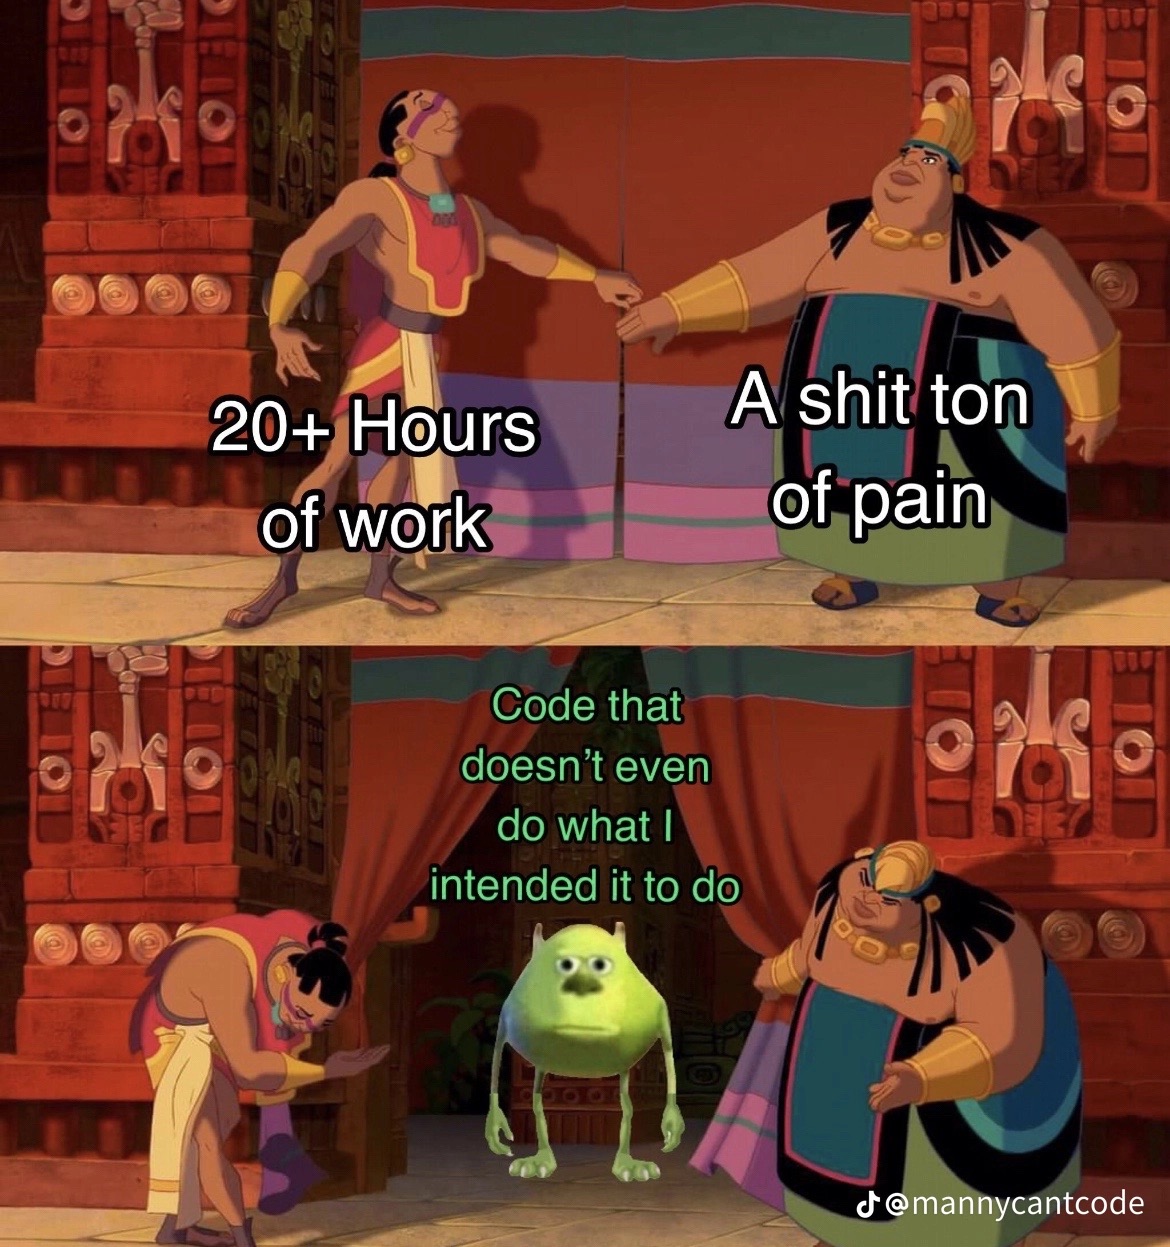 20+ Hours
of work
A shit ton
of pain
Code that
doesn't even
do what I
intended it to do
@mannycantcode